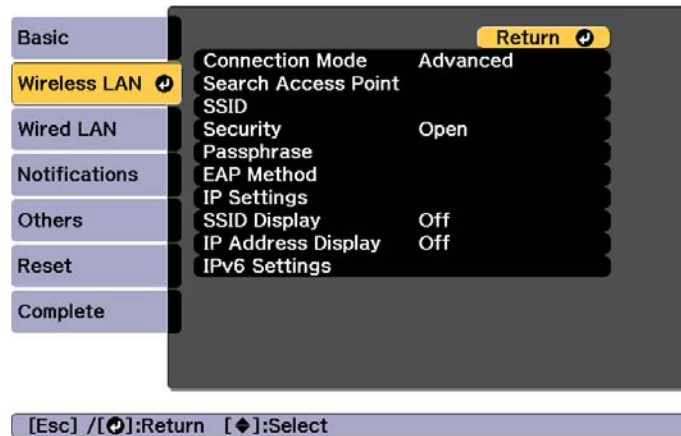 Basic
Wireless LAN
Wired LAN
Notifications
Others
Reset
Complete
Return
Connection Mode Advanced
Search Access Point
SSID
Security Open
Passphrase
EAP Method
IP Settings
SSID Display Off
IP Address Display Off
IPv6 Settings
[Esc] /[⏎]:Return [◆]:Select